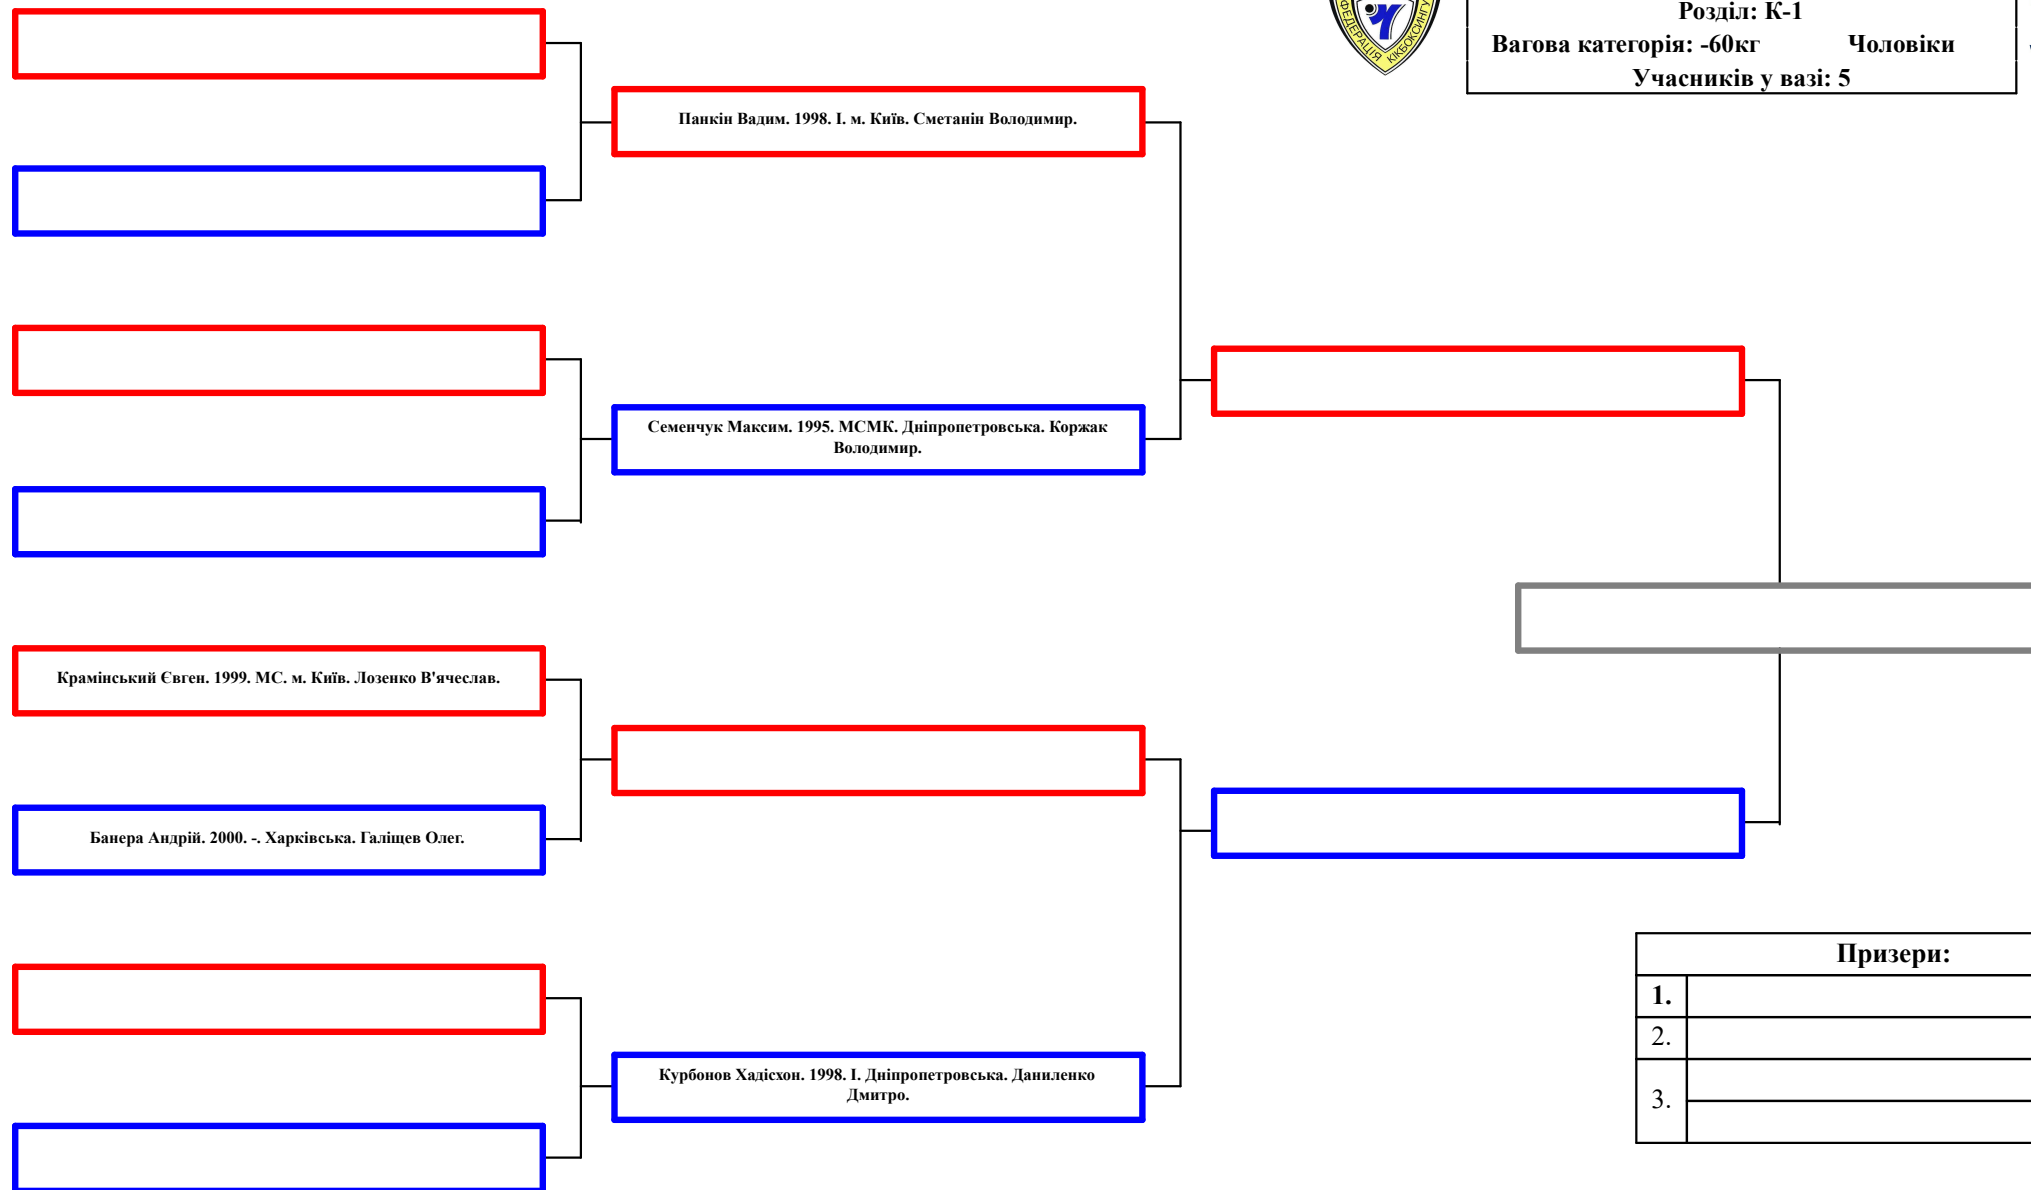 ФЕДЕРАЦІЯ КІКБОКСИНГУ
Розділ: К-1
Вагова категорія: -60кг Чоловіки
Учасників у вазі: 5
Панкін Вадим. 1998. І. м. Київ. Сметанін Володимир.
Семенчук Максим. 1995. МСМК. Дніпропетровська. Коржак
Володимир.
Крамінський Євген. 1999. МС. м. Київ. Лозенко В'ячеслав.
Банера Андрій. 2000. -. Харківська. Галіщев Олег.
Курбонов Хадісхон. 1998. І. Дніпропетровська. Даниленко
Дмитро.
Призери:
1.
2.
3.